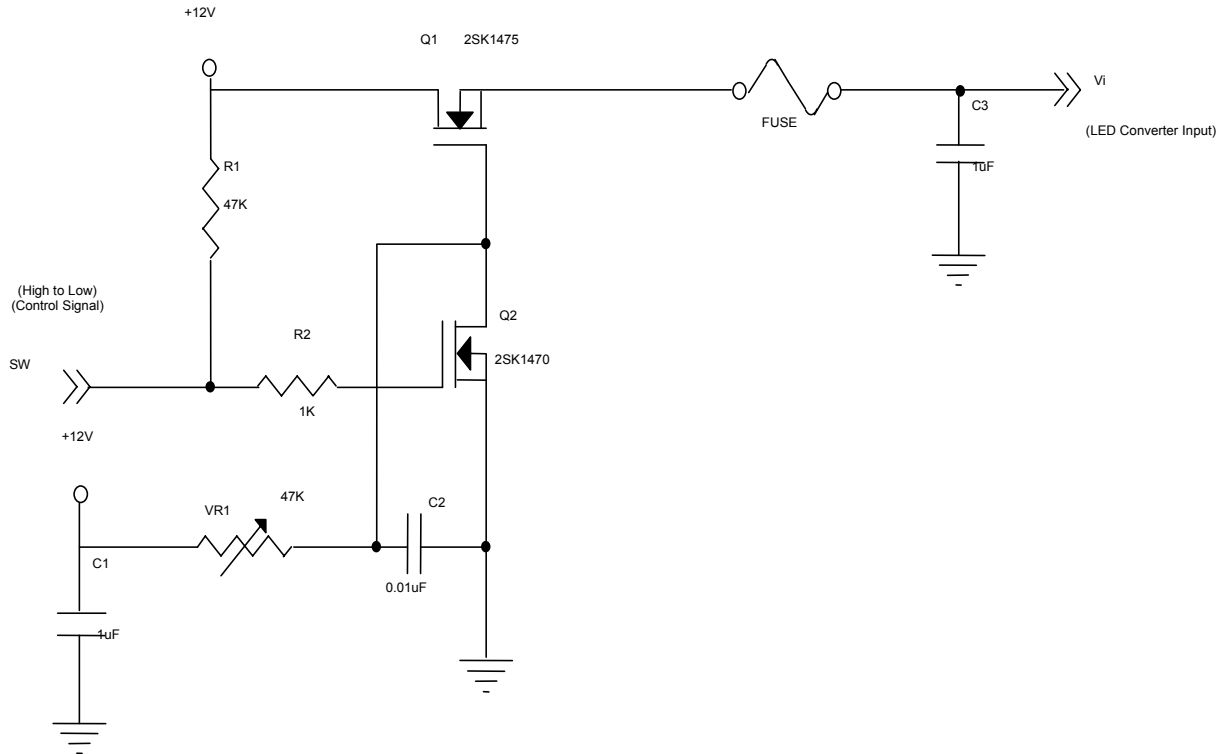 +12V
Q1 2SK1475
Vi
C3
FUSE
(LED Converter Input)
R1
1uF
47K
(High to Low)
(Control Signal)
Q2
R2
SW
2SK1470
1K
+12V
47K
C2
VR1
C1
0.01uF
1uF